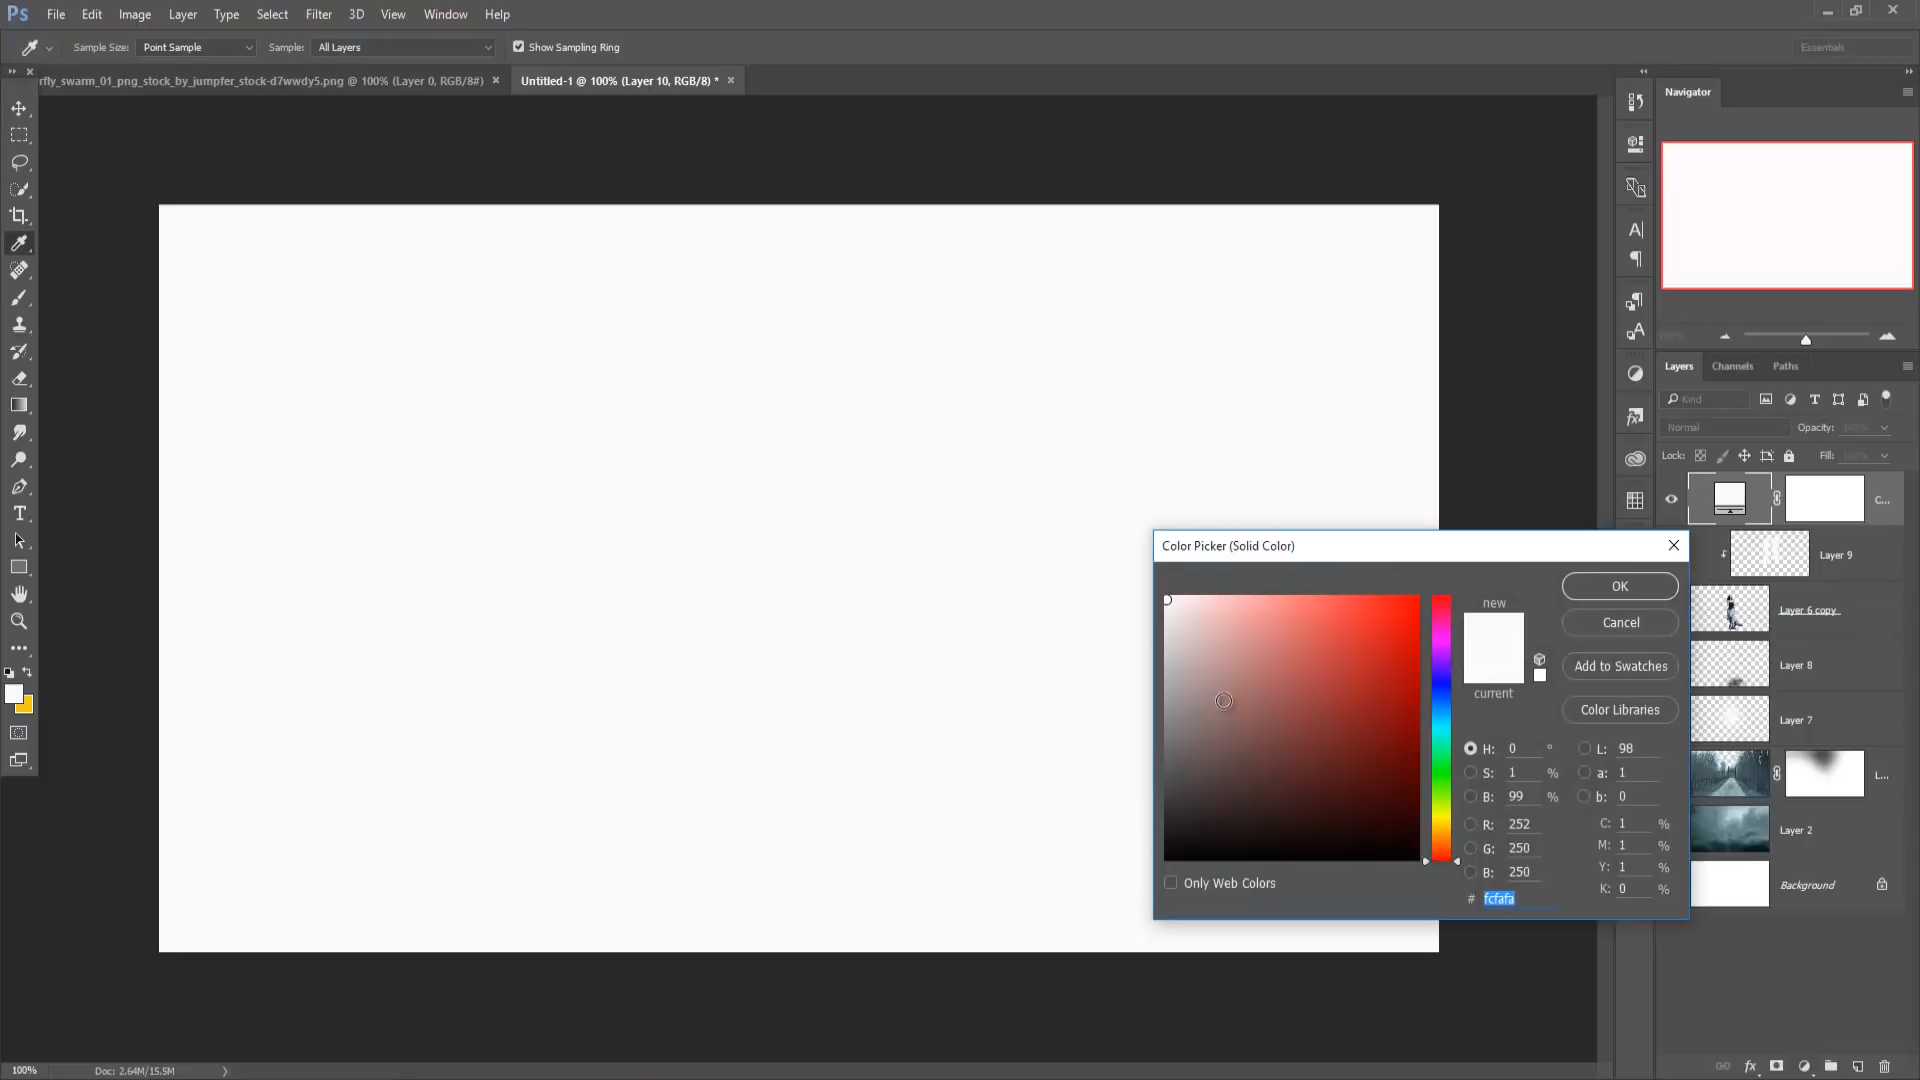 Ps File Edit Image Layer Type Select Filter 3D View Window Help
Sample Size: Point Sample Sample: All Layers Show Sampling Ring Essentials
rfly_swarm_01_png_stock_by_jumpfer_stock-d7wwdy5.png @ 100% (Layer 0, RGB/8#) × Untitled-1 @ 100% (Layer 10, RGB/8) * ×
Navigator
Layers Channels Paths
Kind
Normal Opacity: 100%
Lock: Fill: 100%
C...
Layer 9
Layer 6 copy
Layer 8
Layer 7
L...
Layer 2
Background
Color Picker (Solid Color)
new
current
OK
Cancel
Add to Swatches
Color Libraries
H: 0 °
S: 1 %
B: 99 %
R: 252
G: 250
B: 250
# fcfafa
L: 98
a: 1
b: 0
C: 1 %
M: 1 %
Y: 1 %
K: 0 %
Only Web Colors
100% Doc: 2.64M/15.5M